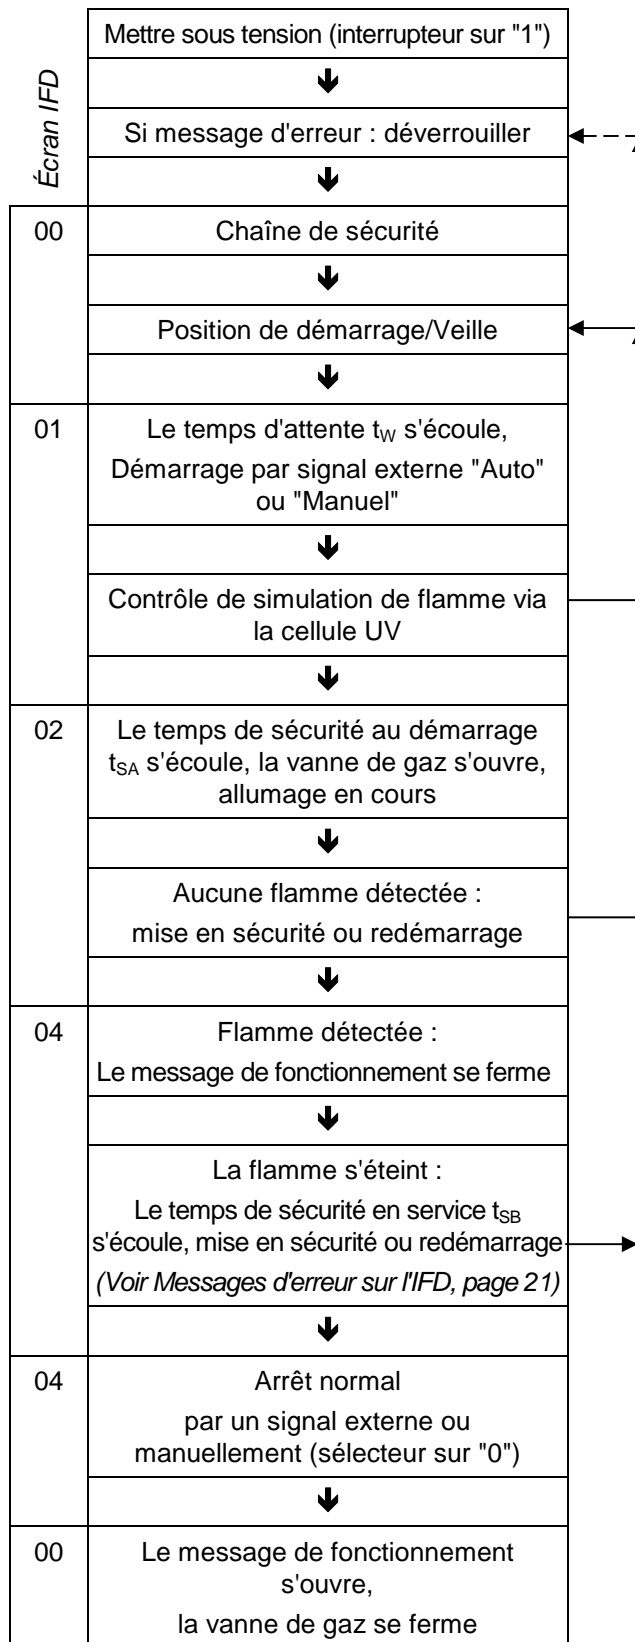 Écran IFD
Mettre sous tension (interrupteur sur "1")
Si message d'erreur : déverrouiller
00
Chaîne de sécurité
Position de démarrage/Veille
01
Le temps d'attente tW s'écoule,
Démarrage par signal externe "Auto"
ou "Manuel"
Contrôle de simulation de flamme via
la cellule UV
02
Le temps de sécurité au démarrage
tSA s'écoule, la vanne de gaz s'ouvre,
allumage en cours
Aucune flamme détectée :
mise en sécurité ou redémarrage
04
Flamme détectée :
Le message de fonctionnement se ferme
La flamme s'éteint :
Le temps de sécurité en service tSB
s'écoule, mise en sécurité ou redémarrage
(Voir Messages d'erreur sur l'IFD, page 21)
04
Arrêt normal
par un signal externe ou
manuellement (sélecteur sur "0")
00
Le message de fonctionnement
s'ouvre,
la vanne de gaz se ferme